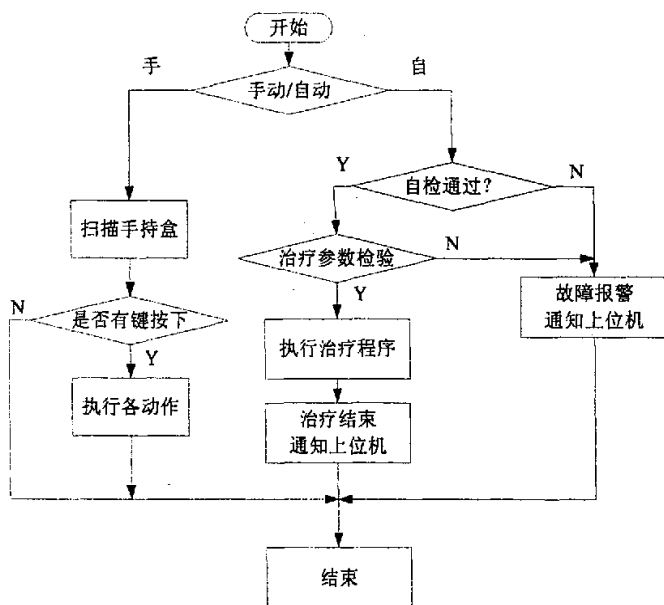 开始
手
自
手动/自动
Y
自检通过?
N
扫描手持盒
治疗参数检验
N
N
是否有键按下
Y
故障报警
通知上位机
Y
执行治疗程序
执行各动作
治疗结束
通知上位机
结束